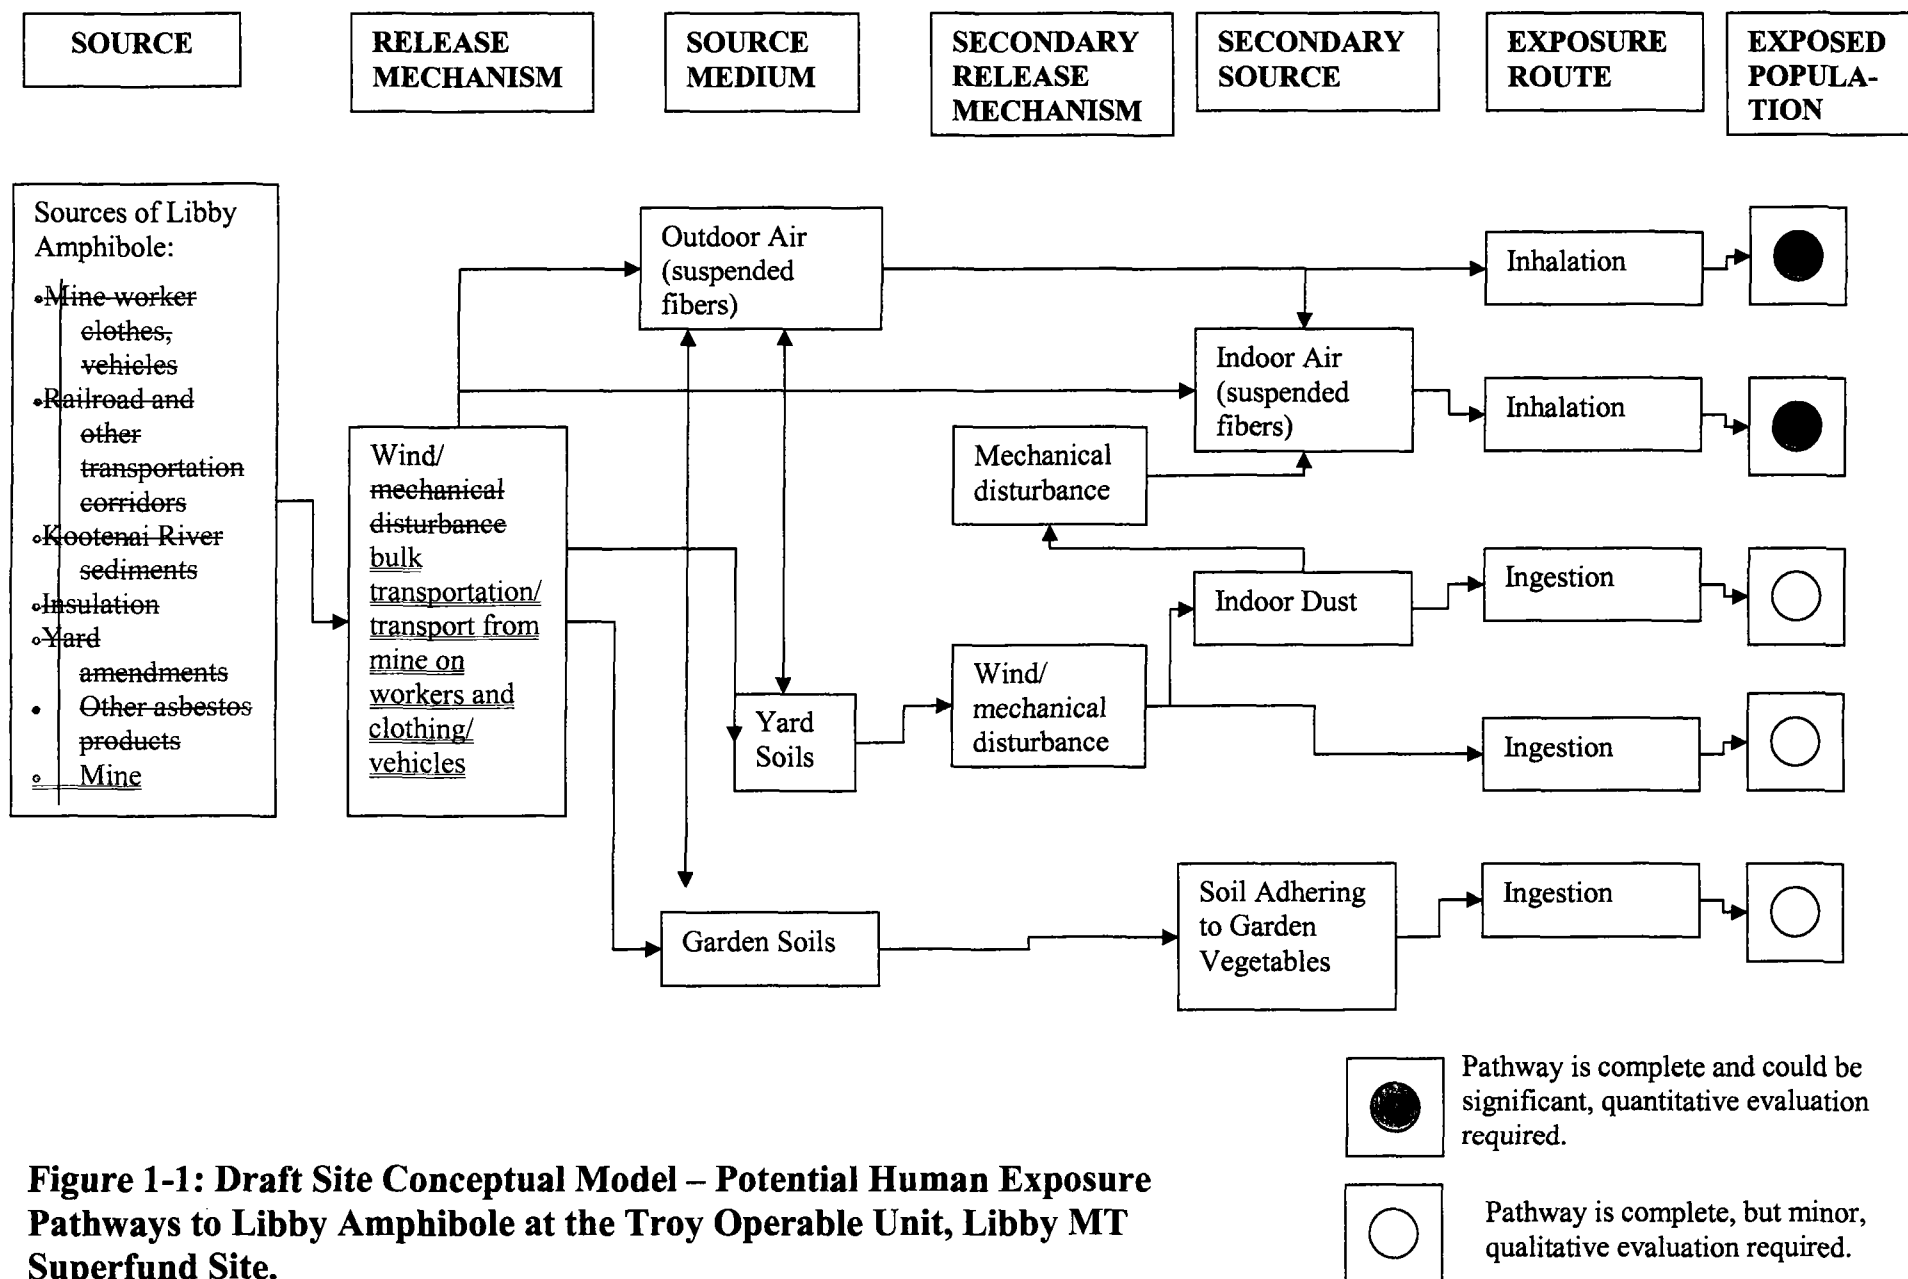 SOURCE
RELEASE
MECHANISM
SOURCE
MEDIUM
SECONDARY
RELEASE
MECHANISM
SECONDARY
SOURCE
EXPOSURE
ROUTE
EXPOSED
POPULA-
TION
Sources of Libby
Amphibole:
Mine worker
clothes,
vehicles
Railroad and
other
transportation
corridors
Kootenai River
sediments
Insulation
Yard
amendments
Other asbestos
products
Mine
Wind/
mechanical
disturbance
bulk
transportation/
transport from
mine on
workers and
clothing/
vehicles
Outdoor Air
(suspended
fibers)
Yard
Soils
Garden Soils
Mechanical
disturbance
Wind/
mechanical
disturbance
Indoor Air
(suspended
fibers)
Indoor Dust
Soil Adhering
to Garden
Vegetables
Inhalation
Inhalation
Ingestion
Ingestion
Ingestion
Pathway is complete and could be
significant, quantitative evaluation
required.
Pathway is complete, but minor,
qualitative evaluation required.
Figure 1-1: Draft Site Conceptual Model – Potential Human Exposure
Pathways to Libby Amphibole at the Troy Operable Unit, Libby MT
Superfund Site.